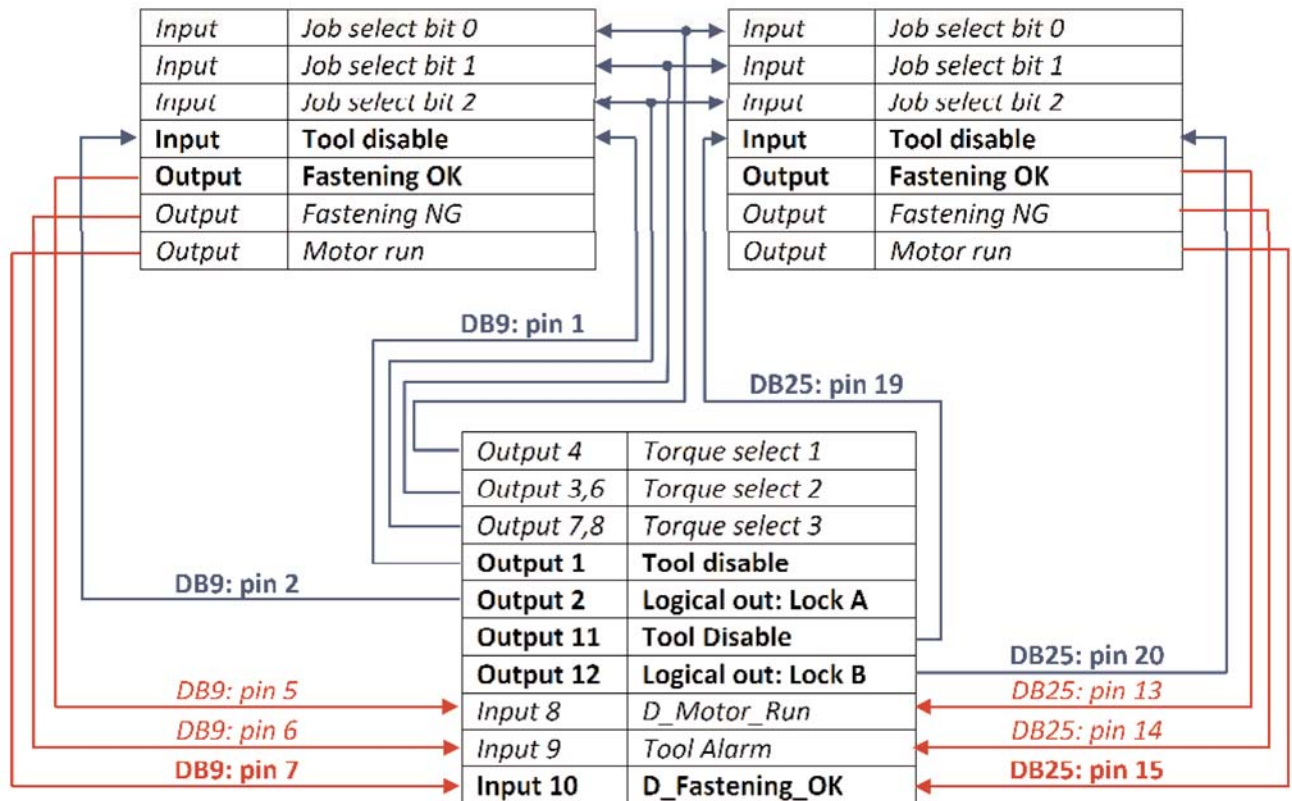 Input Job select bit 0
Input Job select bit 1
Input Job select bit 2
Input Tool disable
Output Fastening OK
Output Fastening NG
Output Motor run
Input Job select bit 0
Input Job select bit 1
Input Job select bit 2
Input Tool disable
Output Fastening OK
Output Fastening NG
Output Motor run
DB9: pin 1
DB25: pin 19
DB9: pin 2
DB9: pin 5
DB9: pin 6
DB9: pin 7
Output 4 Torque select 1
Output 3,6 Torque select 2
Output 7,8 Torque select 3
Output 1 Tool disable
Output 2 Logical out: Lock A
Output 11 Tool Disable
Output 12 Logical out: Lock B
Input 8 D_Motor_Run
Input 9 Tool Alarm
Input 10 D_Fastening_OK
DB25: pin 20
DB25: pin 13
DB25: pin 14
DB25: pin 15